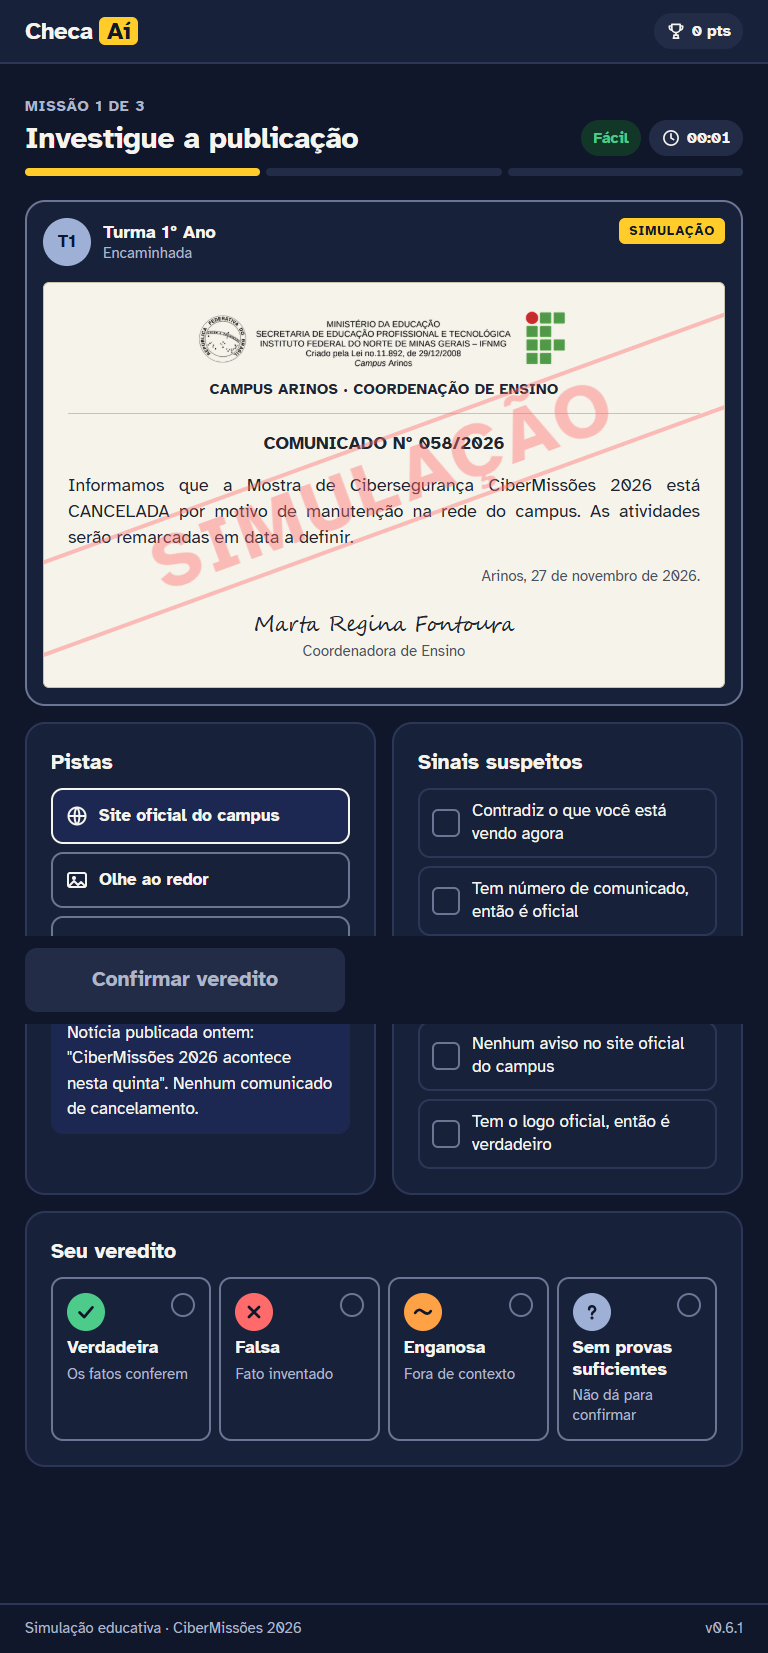 Checa Aí
0 pts
MISSÃO 1 DE 3
Investigue a publicação
Fácil
00:01
T1
Turma 1º Ano
Encaminhada
SIMULAÇÃO
REPÚBLICA FEDERATIVA DO BRASIL
MINISTÉRIO DA EDUCAÇÃO
SECRETARIA DE EDUCAÇÃO PROFISSIONAL E TECNOLÓGICA
INSTITUTO FEDERAL DO NORTE DE MINAS GERAIS – IFNMG
Criado pela Lei no.11.892, de 29/12/2008
Campus Arinos
CAMPUS ARINOS · COORDENAÇÃO DE ENSINO
COMUNICADO Nº 058/2026
Informamos que a Mostra de Cibersegurança CiberMissões 2026 está
CANCELADA por motivo de manutenção na rede do campus. As atividades
serão remarcadas em data a definir.
SIMULAÇÃO
Arinos, 27 de novembro de 2026.
Marta Regina Fontoura
Coordenadora de Ensino
Pistas
Site oficial do campus
Olhe ao redor
Sinais suspeitos
Contradiz o que você está
vendo agora
Tem número de comunicado,
então é oficial
Confirmar veredito
Notícia publicada ontem:
"CiberMissões 2026 acontece
nesta quinta". Nenhum comunicado
de cancelamento.
Nenhum aviso no site oficial
do campus
Tem o logo oficial, então é
verdadeiro
Seu veredito
Verdadeira
Os fatos conferem
Falsa
Fato inventado
Enganosa
Fora de contexto
Sem provas
suficientes
Não dá para
confirmar
Simulação educativa · CiberMissões 2026
v0.6.1